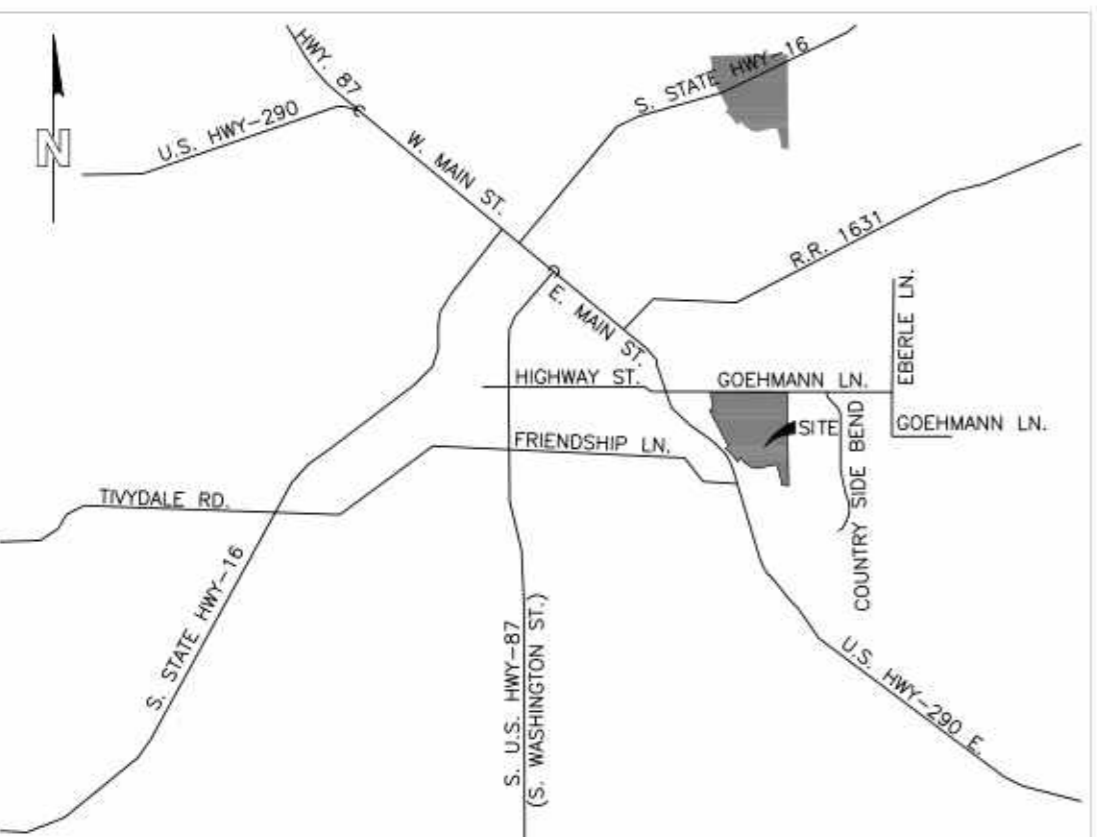 N
HWY. 87
U.S. HWY-290
W. MAIN ST.
S. STATE HWY-16
R.R. 1631
E. MAIN ST.
EBERLE LN.
HIGHWAY ST.
GOEHMANN LN.
GOEHMANN LN.
SITE
COUNTRY SIDE BEND
FRIENDSHIP LN.
TIVYDALE RD.
S. STATE HWY-16
S. U.S. HWY-87
(S. WASHINGTON ST.)
U.S. HWY-290 E.